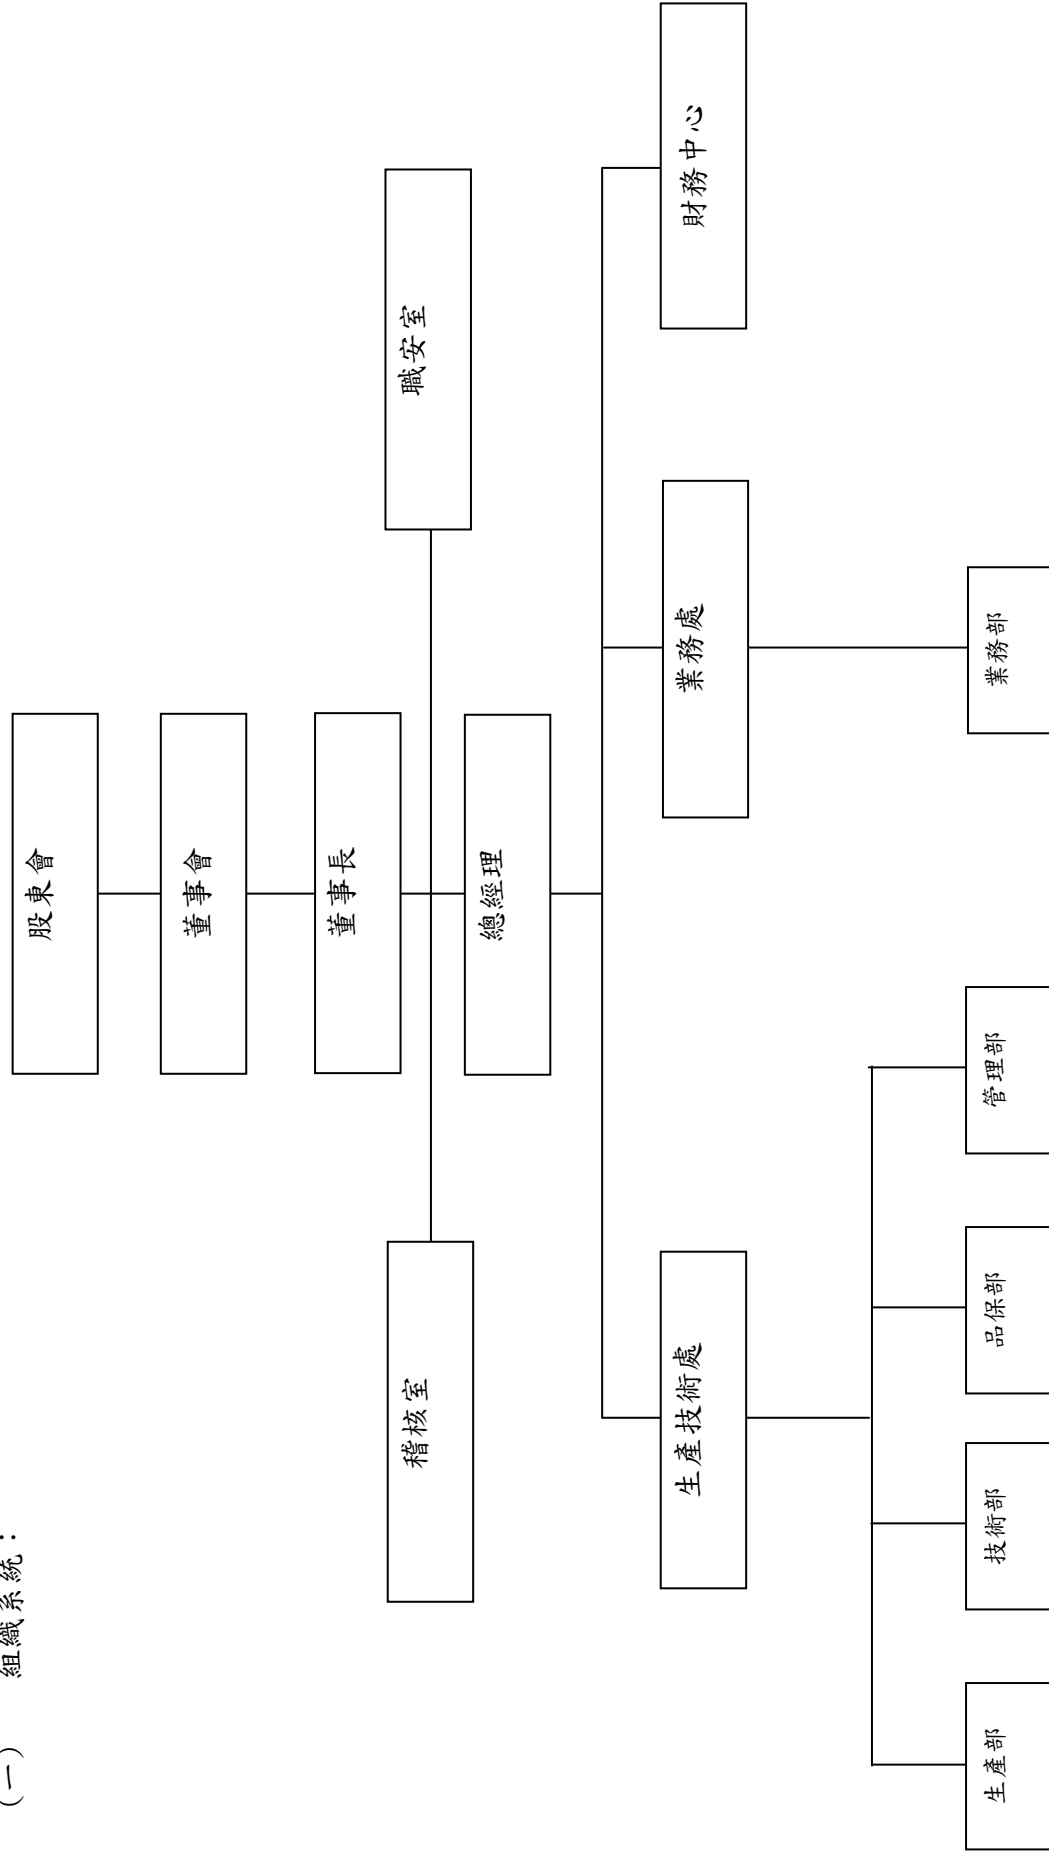 (一) 組織系統：
股東會
董事會
董事長
稽核室
職安室
總經理
生產技術處
業務處
財務中心
生產部
技術部
品保部
管理部
業務部